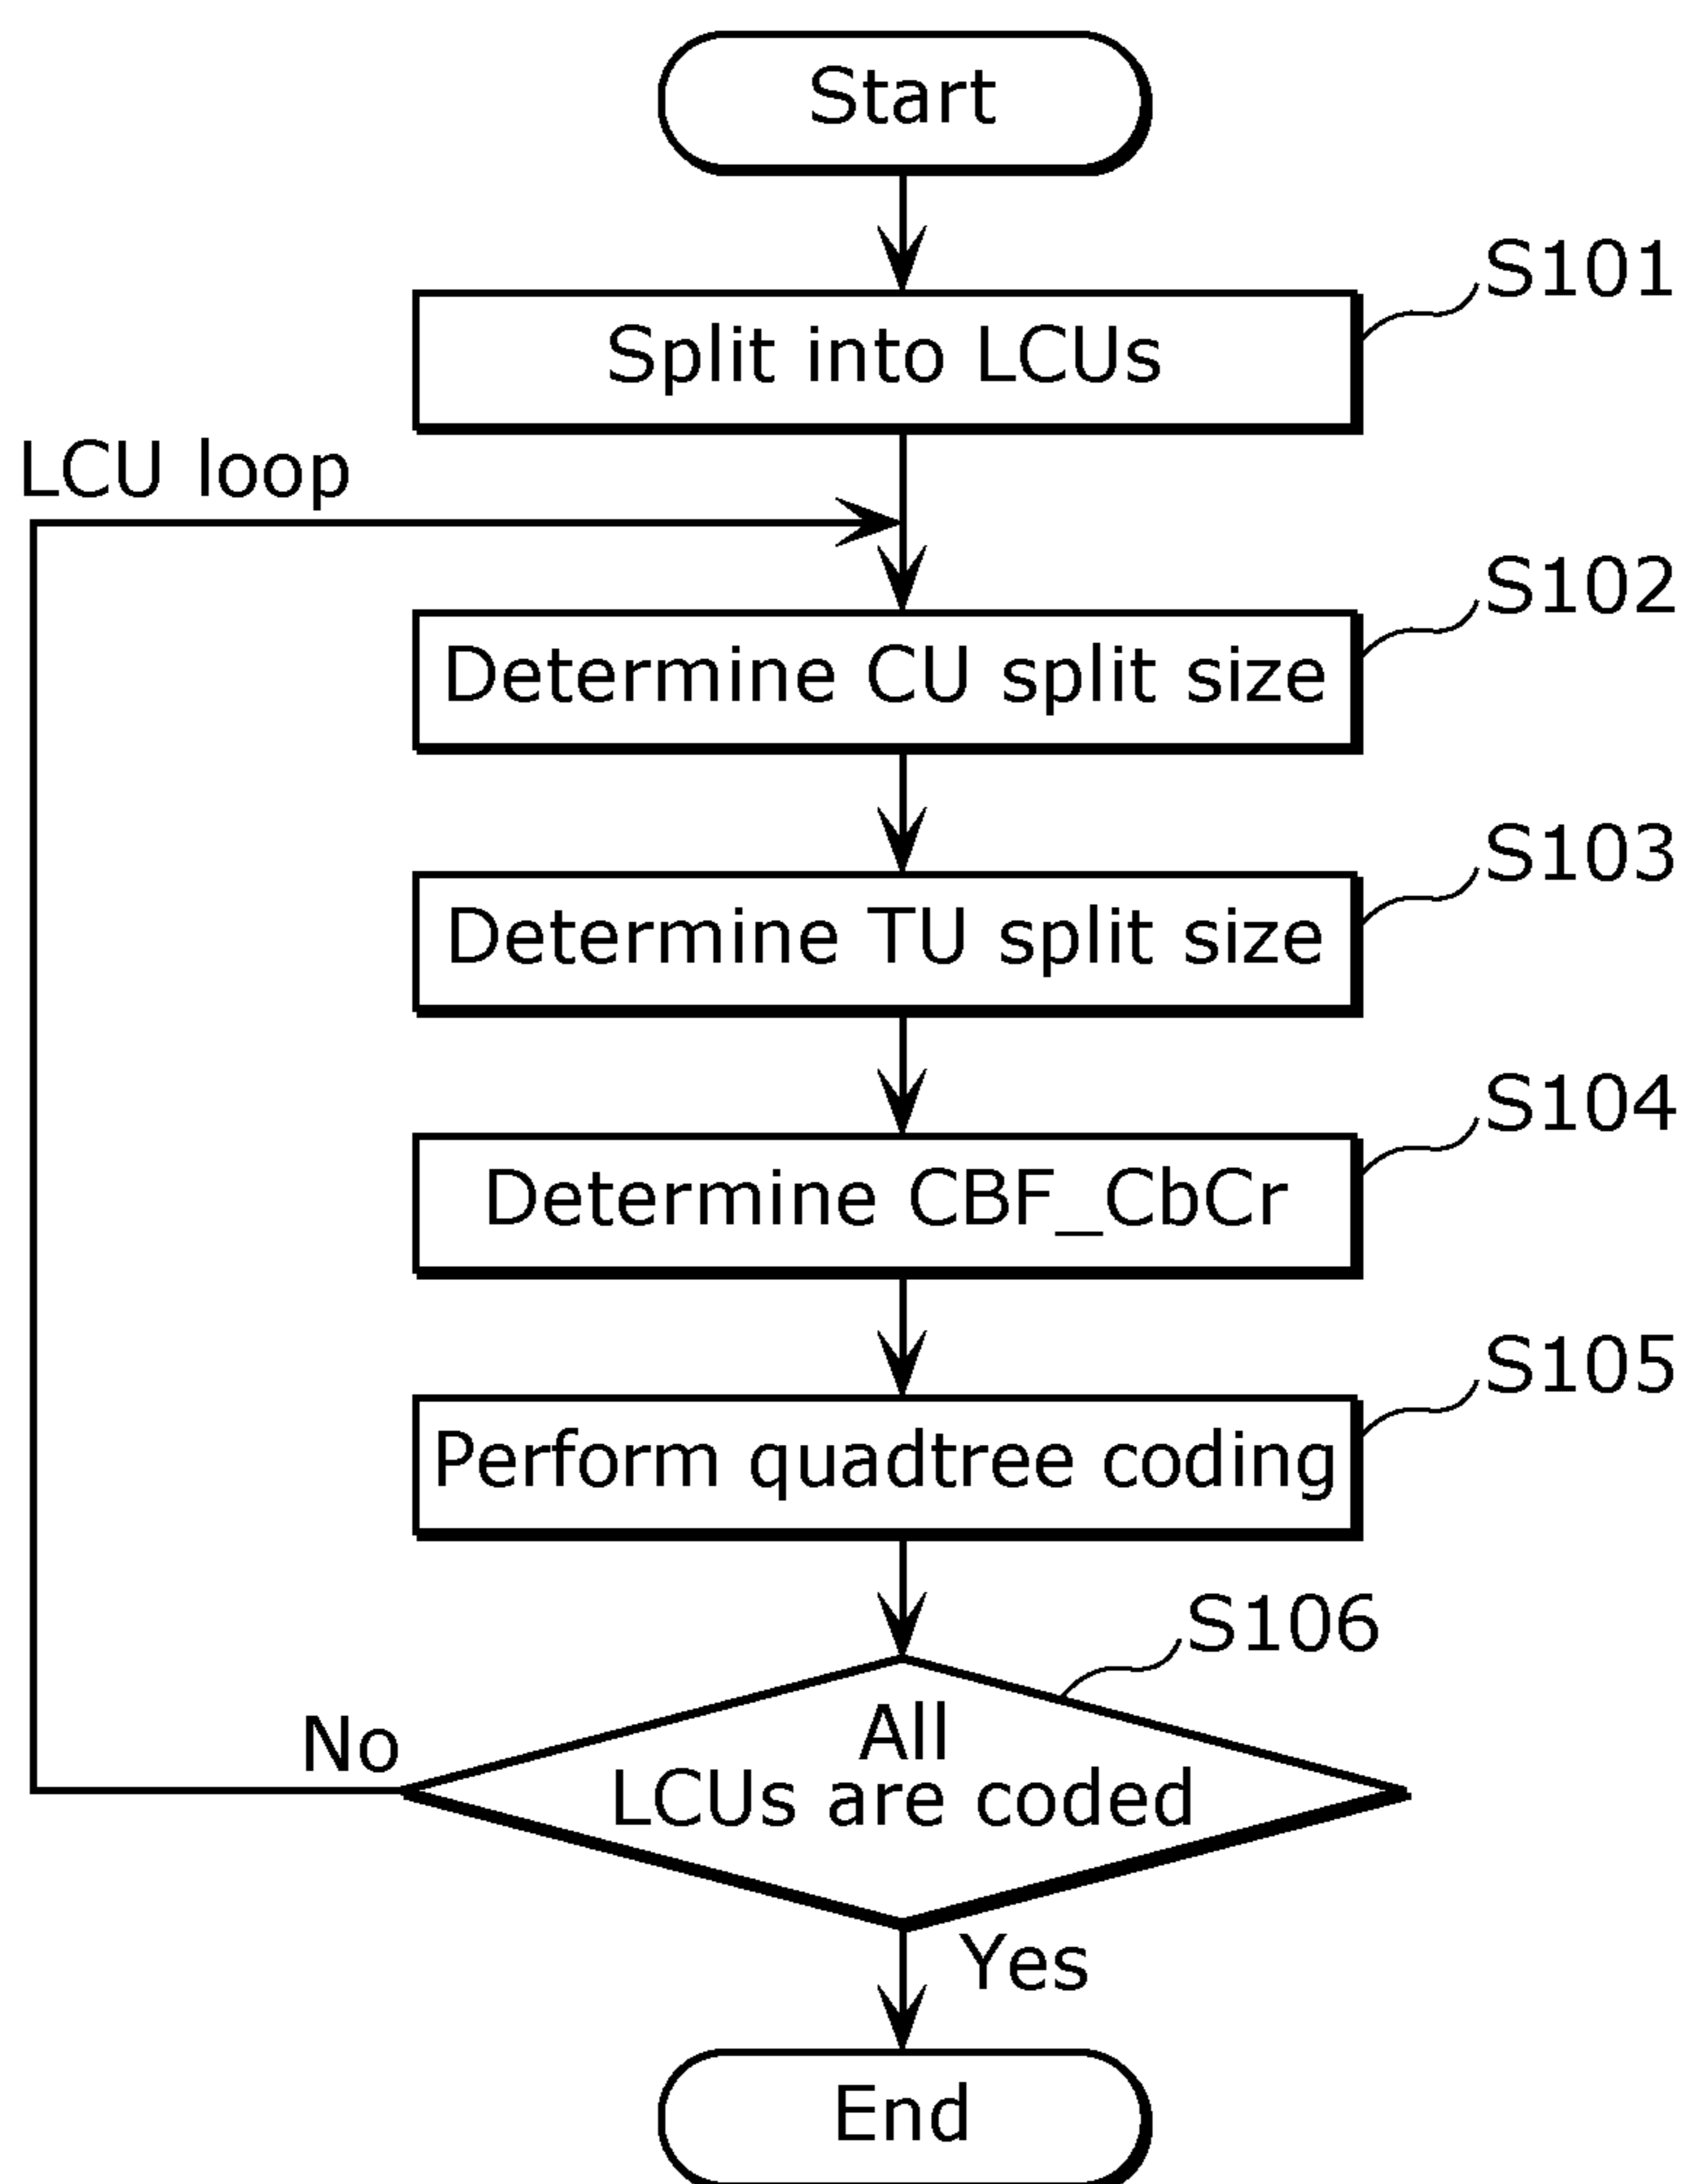 Start
S101
Split into LCUs
LCU loop
S102
Determine CU split size
S103
Determine TU split size
S104
Determine CBF_CbCr
S105
Perform quadtree coding
S106
All
LCUs are coded
No
Yes
End